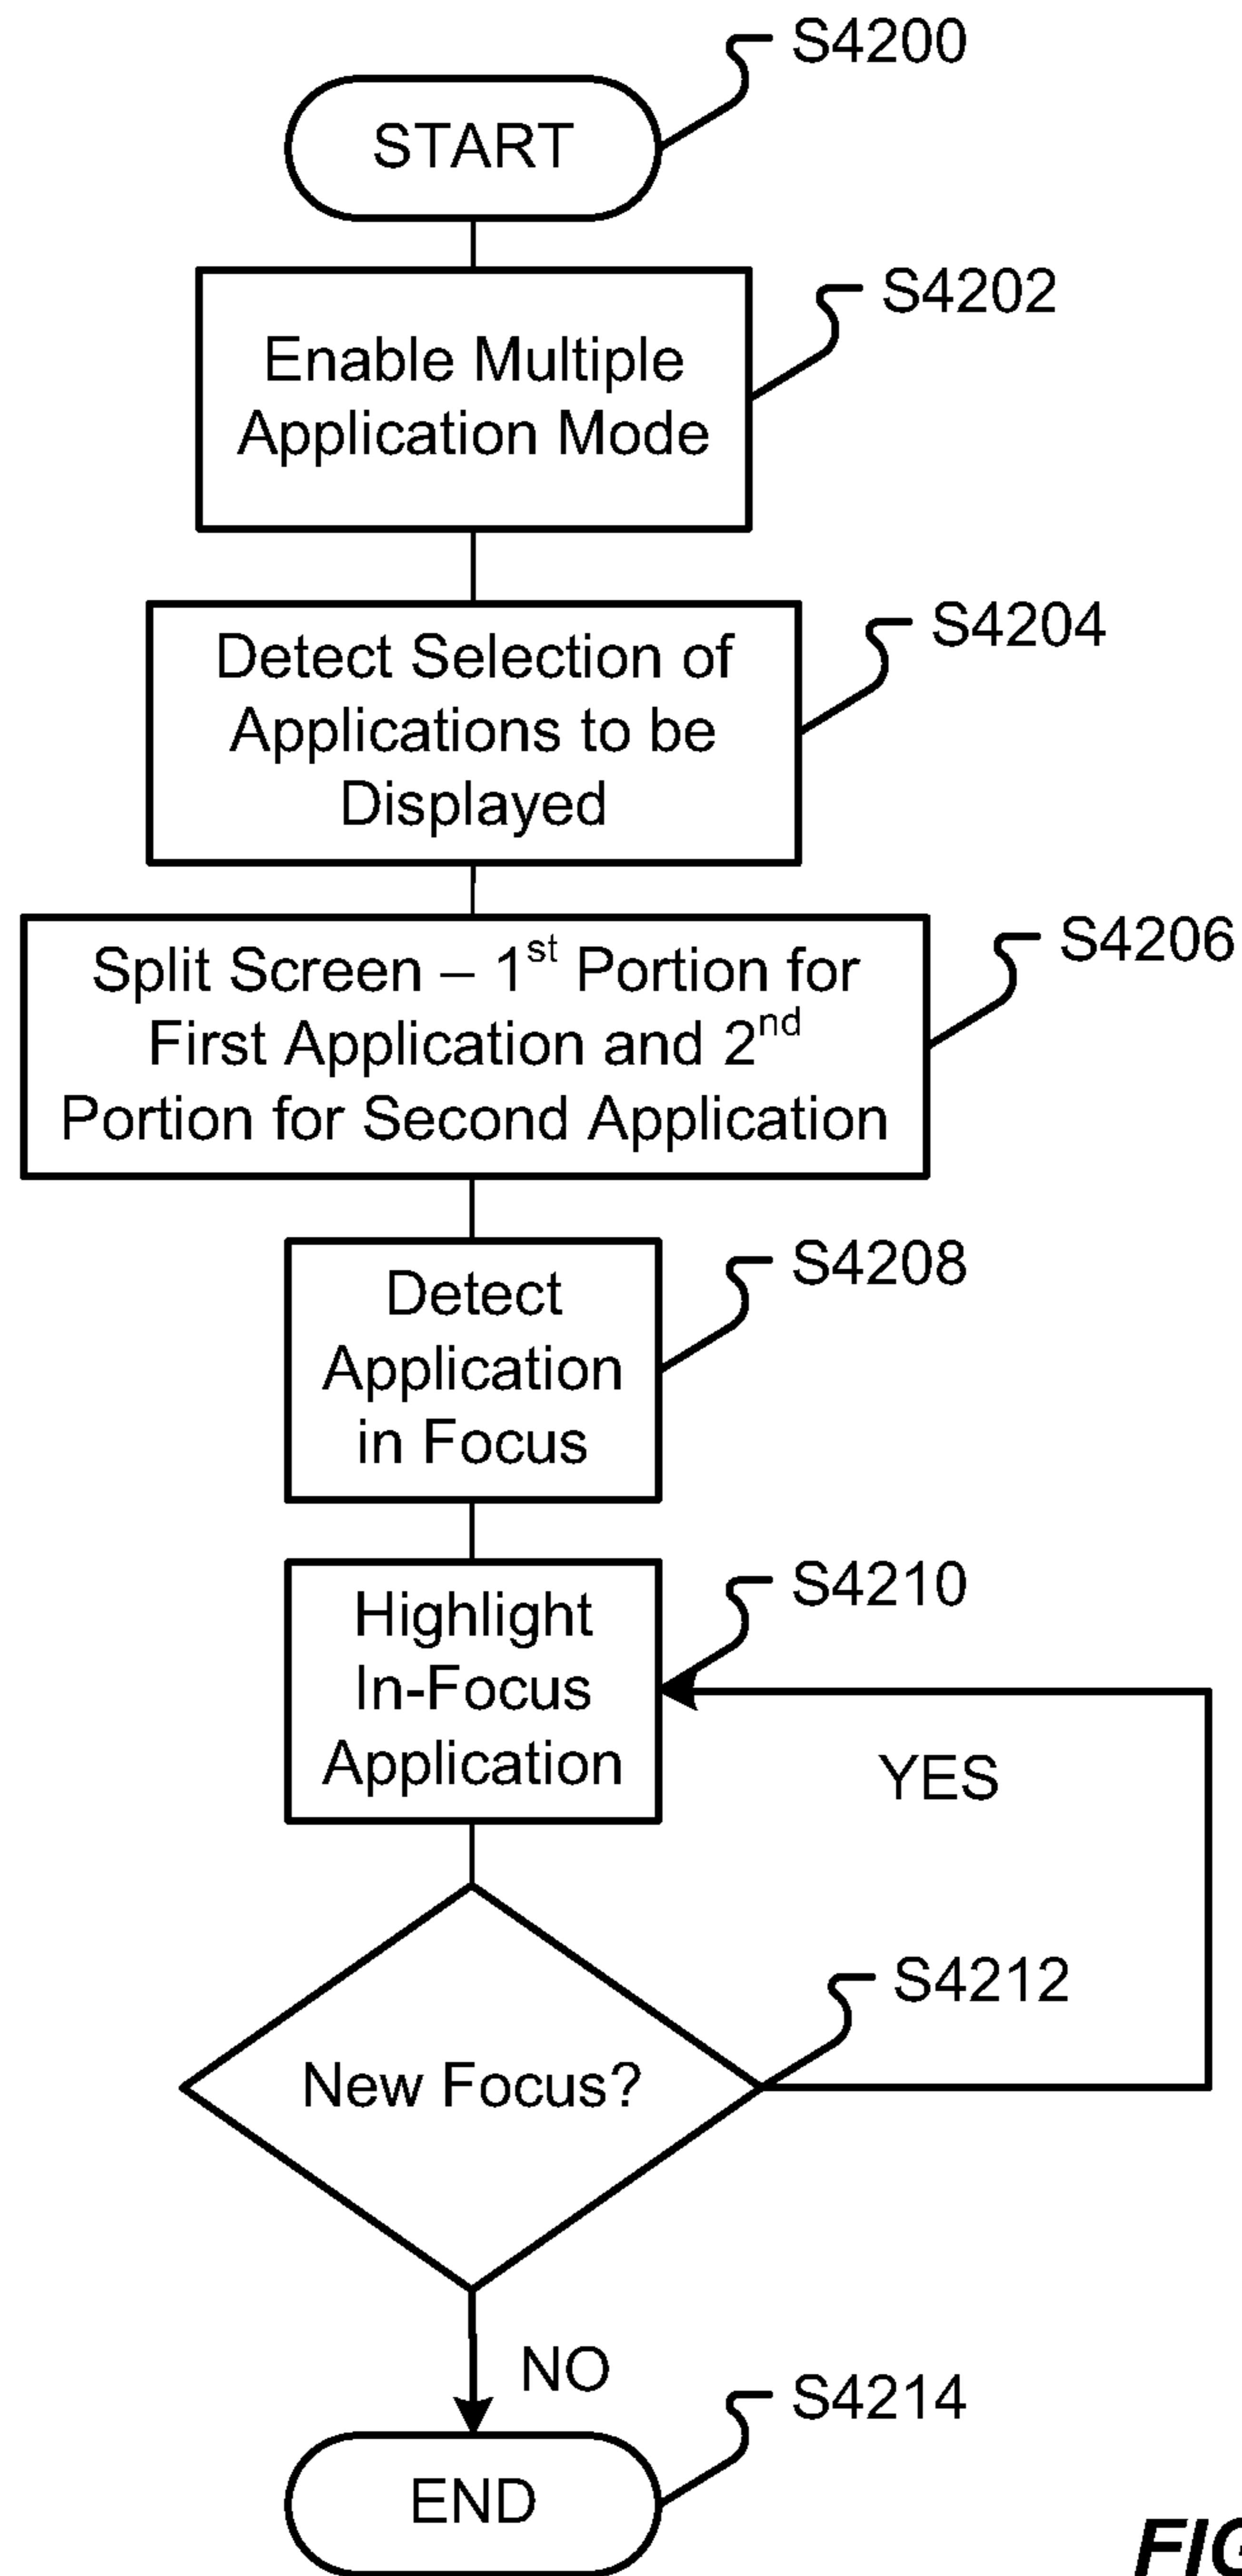 S4200
START
S4202
Enable Multiple
Application Mode
S4204
Detect Selection of
Applications to be
Displayed
S4206
Split Screen – 1st Portion for
First Application and 2nd
Portion for Second Application
S4208
Detect
Application
in Focus
S4210
Highlight
In-Focus
Application
YES
S4212
New Focus?
NO
S4214
END
FIG